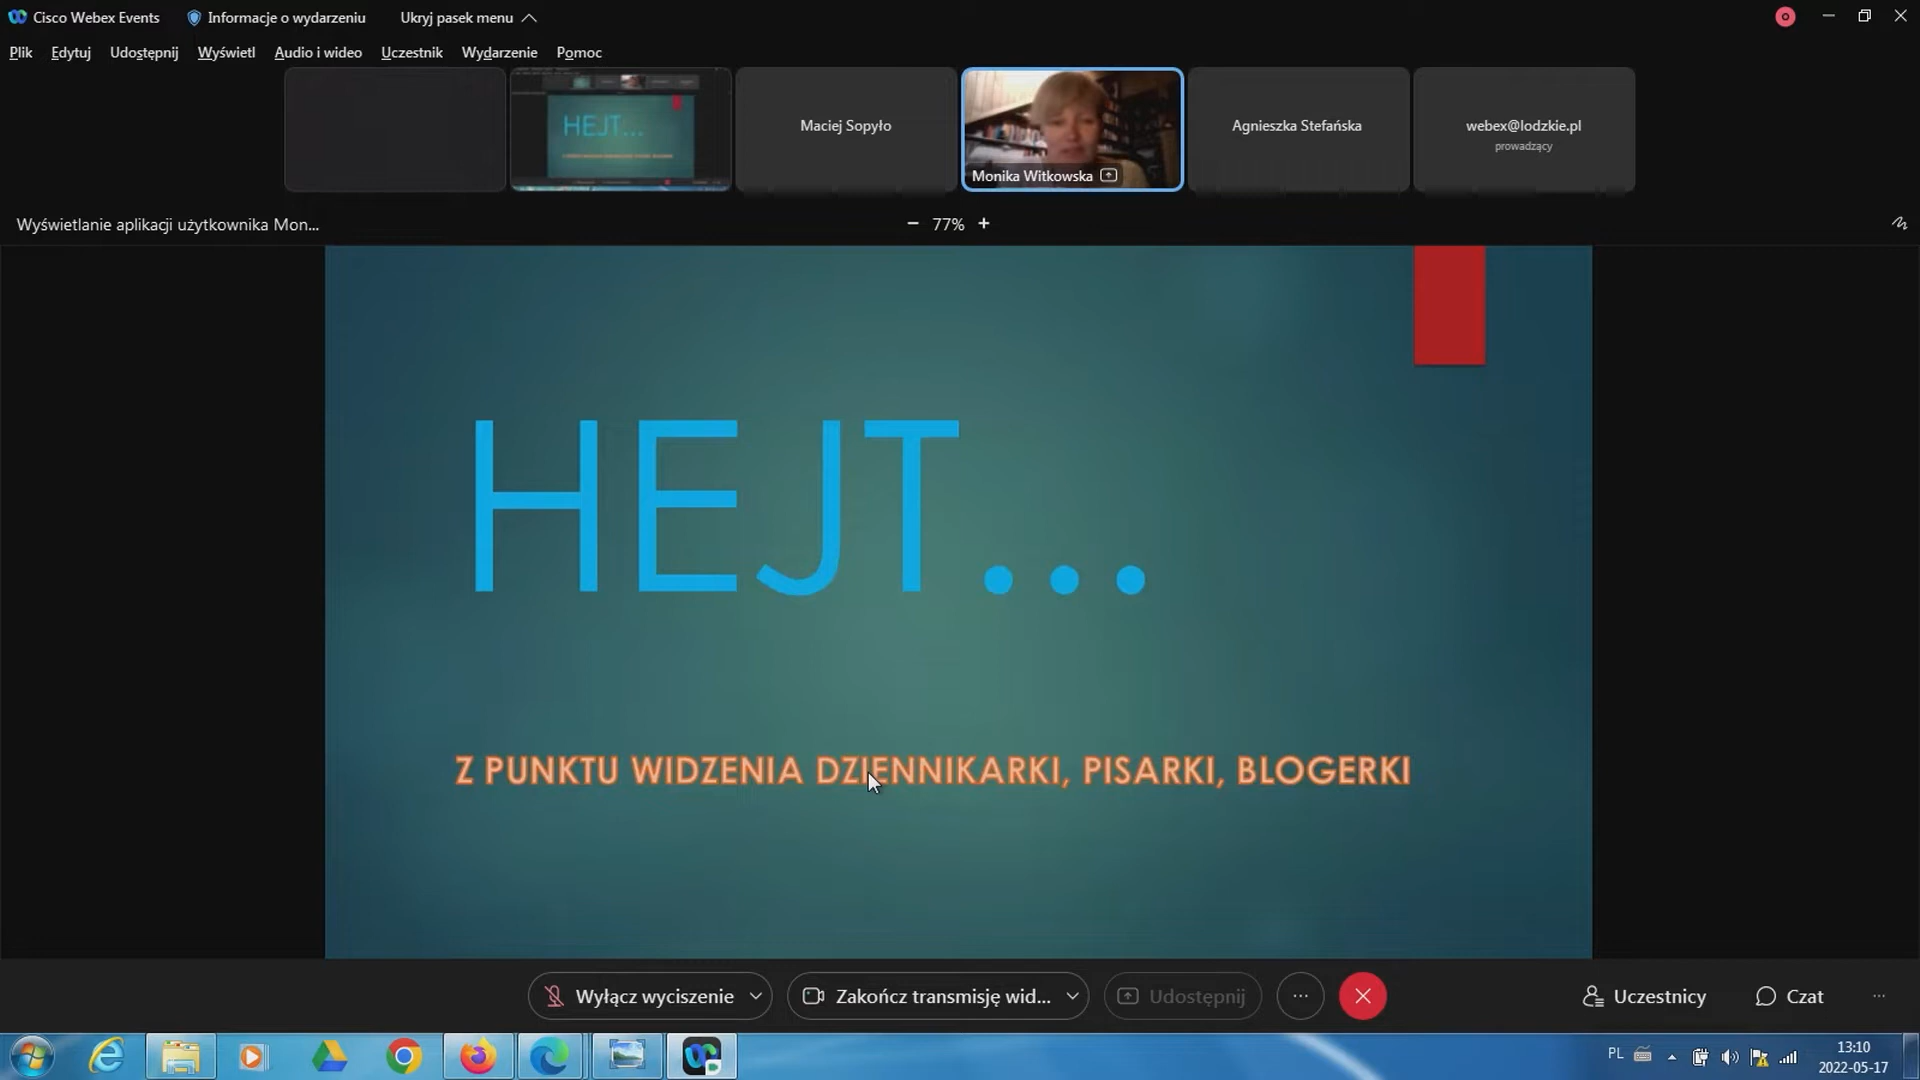 Cisco Webex Events
Informacje o wydarzeniu
Ukryj pasek menu
Plik Edytuj Udostępnij Wyświetl Audio i wideo Uczestnik Wydarzenie Pomoc
HEJT...
Maciej Sopyło
Monika Witkowska
Agnieszka Stefańska
webex@lodzkie.pl
prowadzący
Wyświetlanie aplikacji użytkownika Mon...
77%
HEJT...
Z PUNKTU WIDZENIA DZIENNIKARKI, PISARKI, BLOGERKI
Wyłącz wyciszenie
Zakończ transmisję wid...
Udostępnij
Uczestnicy
Czat
PL
13:10
2022-05-17